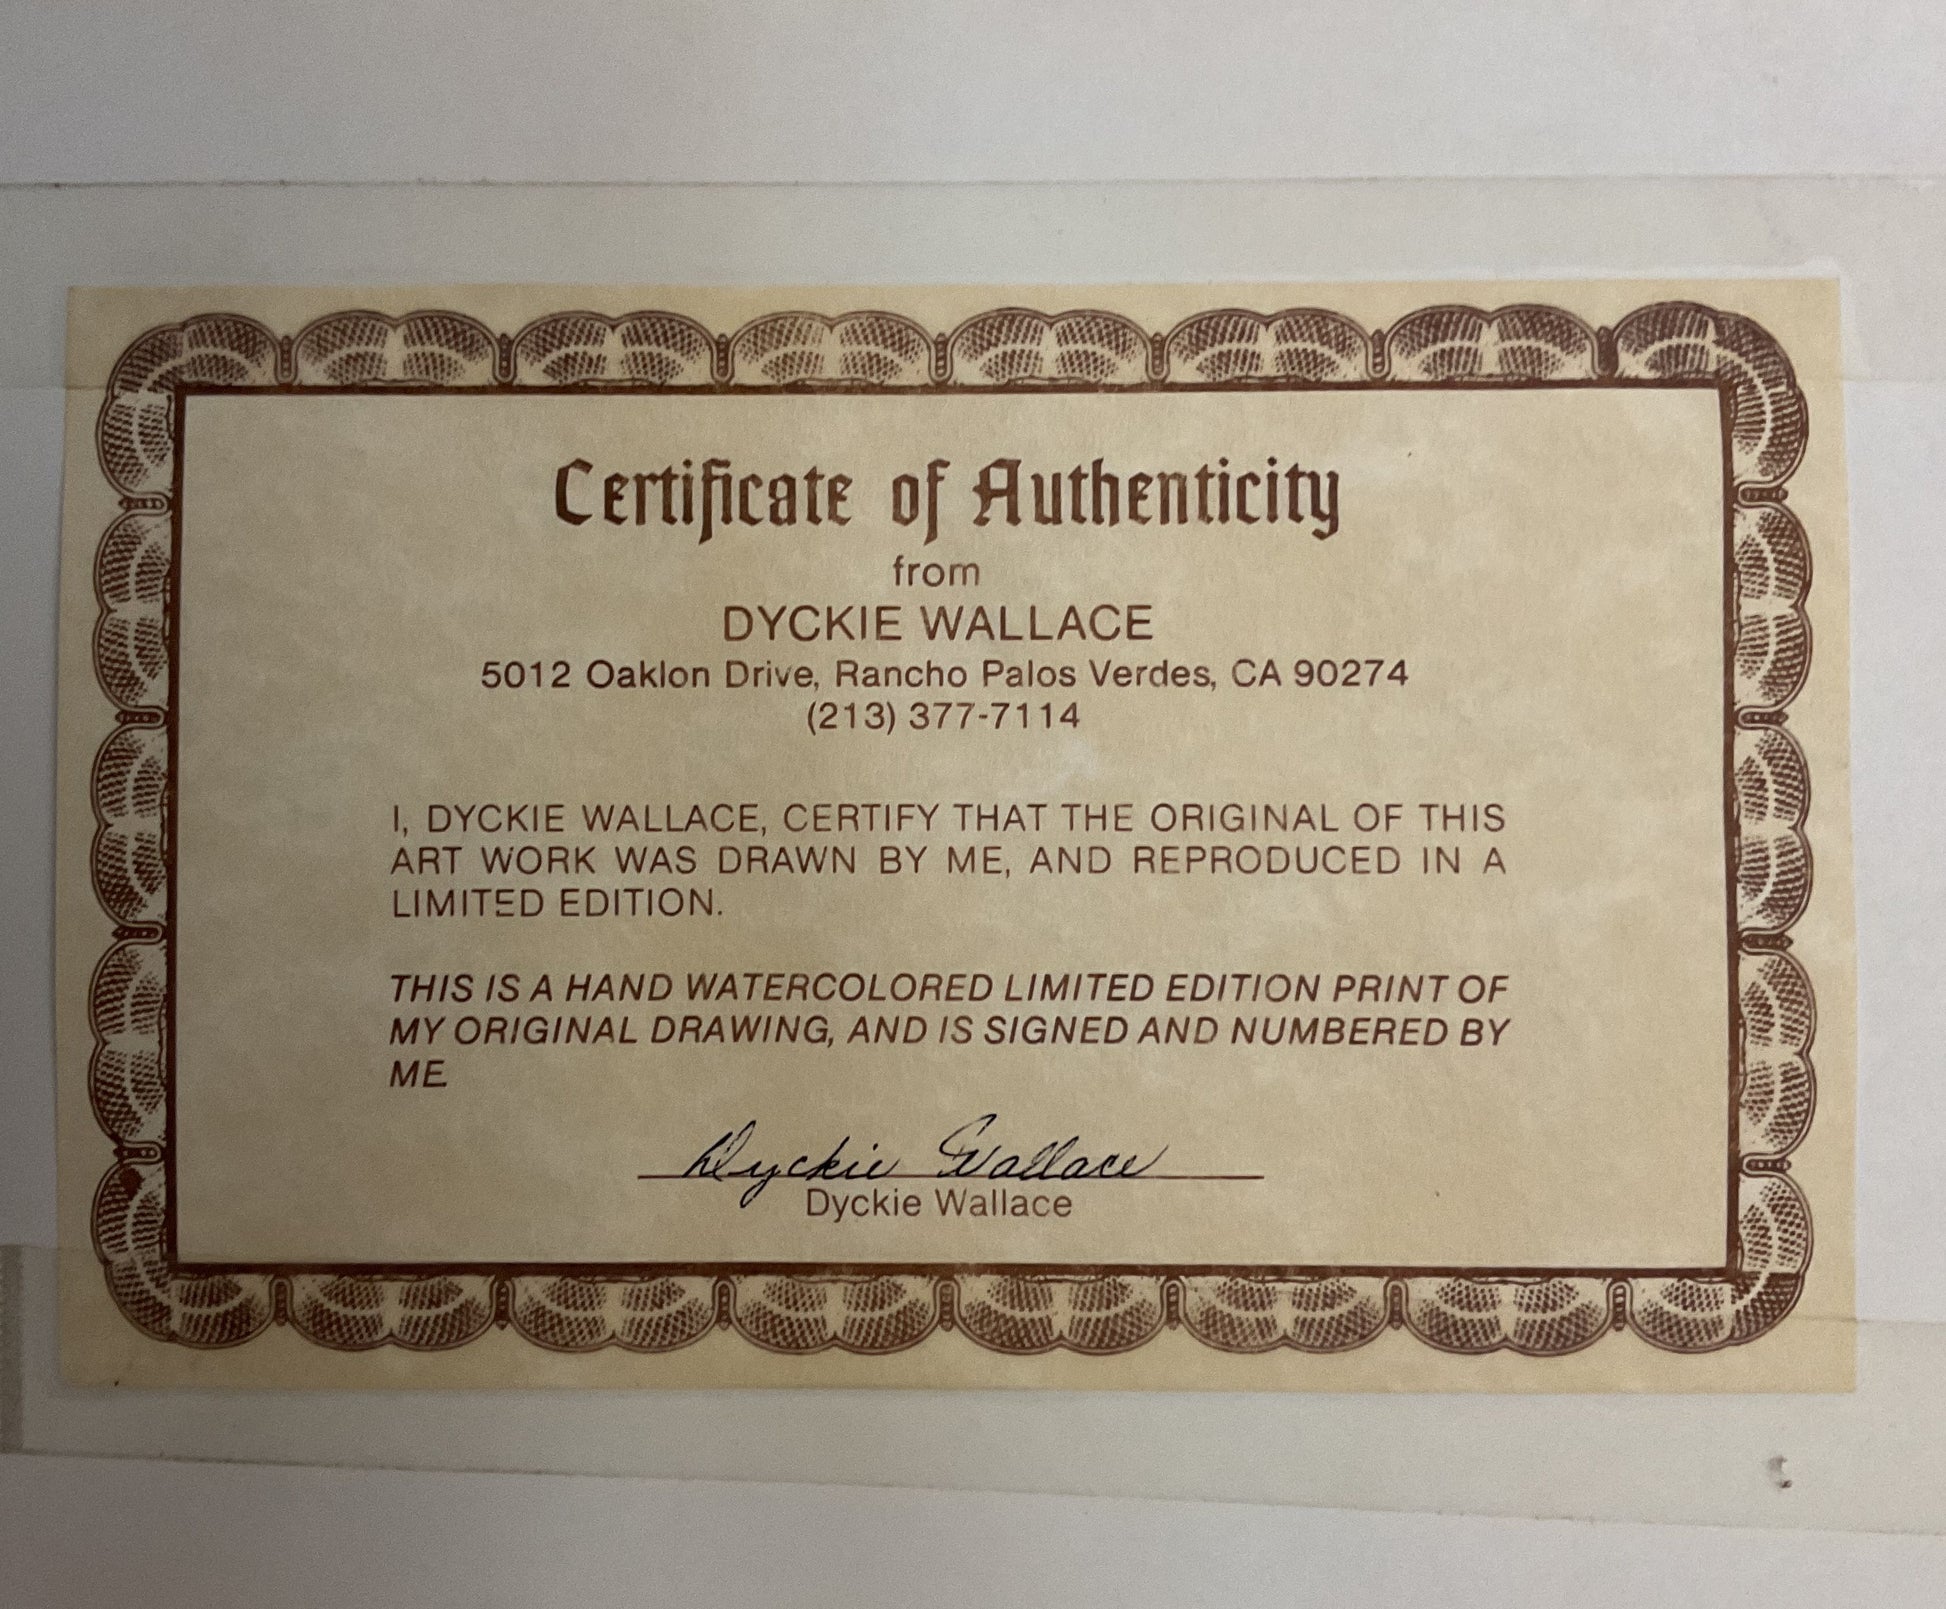 Certificate of Authenticity
from
DYCKIE WALLACE
5012 Oaklon Drive, Rancho Palos Verdes, CA 90274
(213) 377-7114
I, DYCKIE WALLACE, CERTIFY THAT THE ORIGINAL OF THIS
ART WORK WAS DRAWN BY ME, AND REPRODUCED IN A
LIMITED EDITION.
THIS IS A HAND WATERCOLORED LIMITED EDITION PRINT OF
MY ORIGINAL DRAWING, AND IS SIGNED AND NUMBERED BY
ME.
Dyckie Wallace
Dyckie Wallace